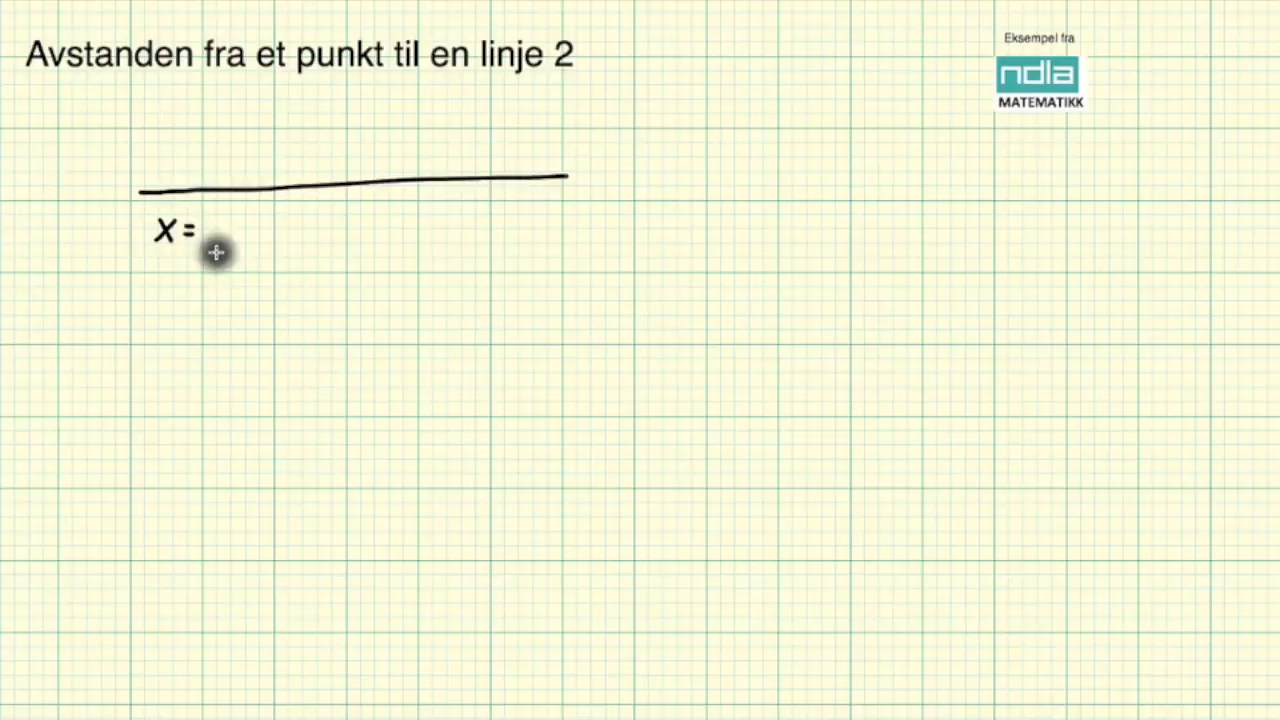 Avstanden fra et punkt til en linje 2
Eksempel fra
ndla
MATEMATIKK
x =